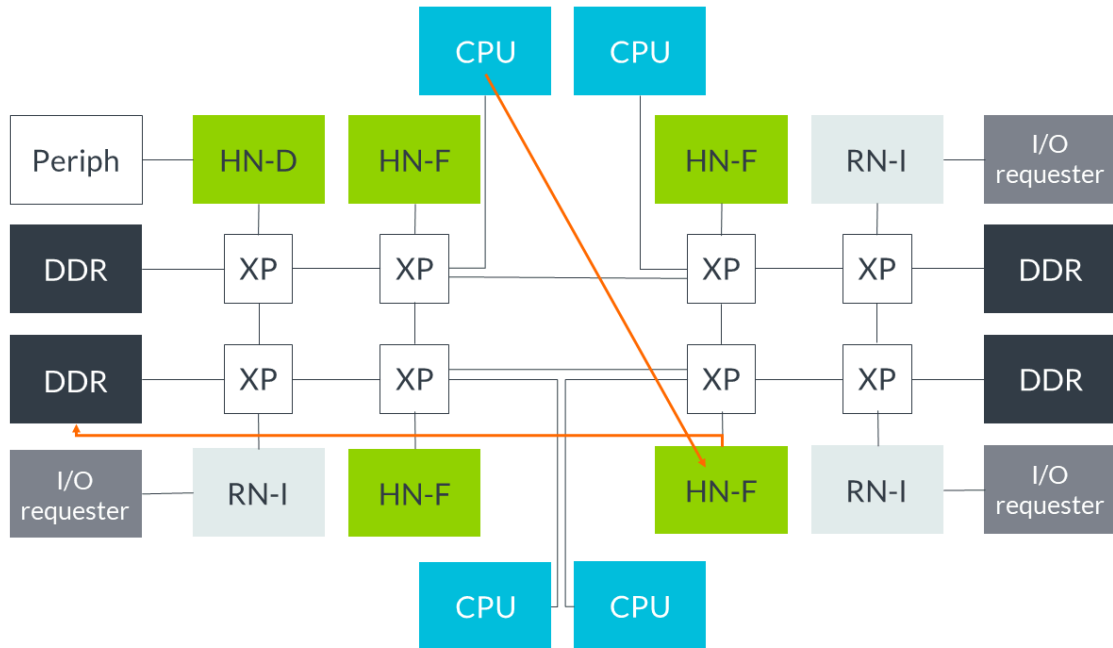 CPU
CPU
Periph
HN-D
HN-F
HN-F
RN-I
I/O
requester
DDR
XP
XP
XP
XP
DDR
DDR
XP
XP
XP
XP
DDR
I/O
requester
RN-I
HN-F
HN-F
RN-I
I/O
requester
CPU
CPU